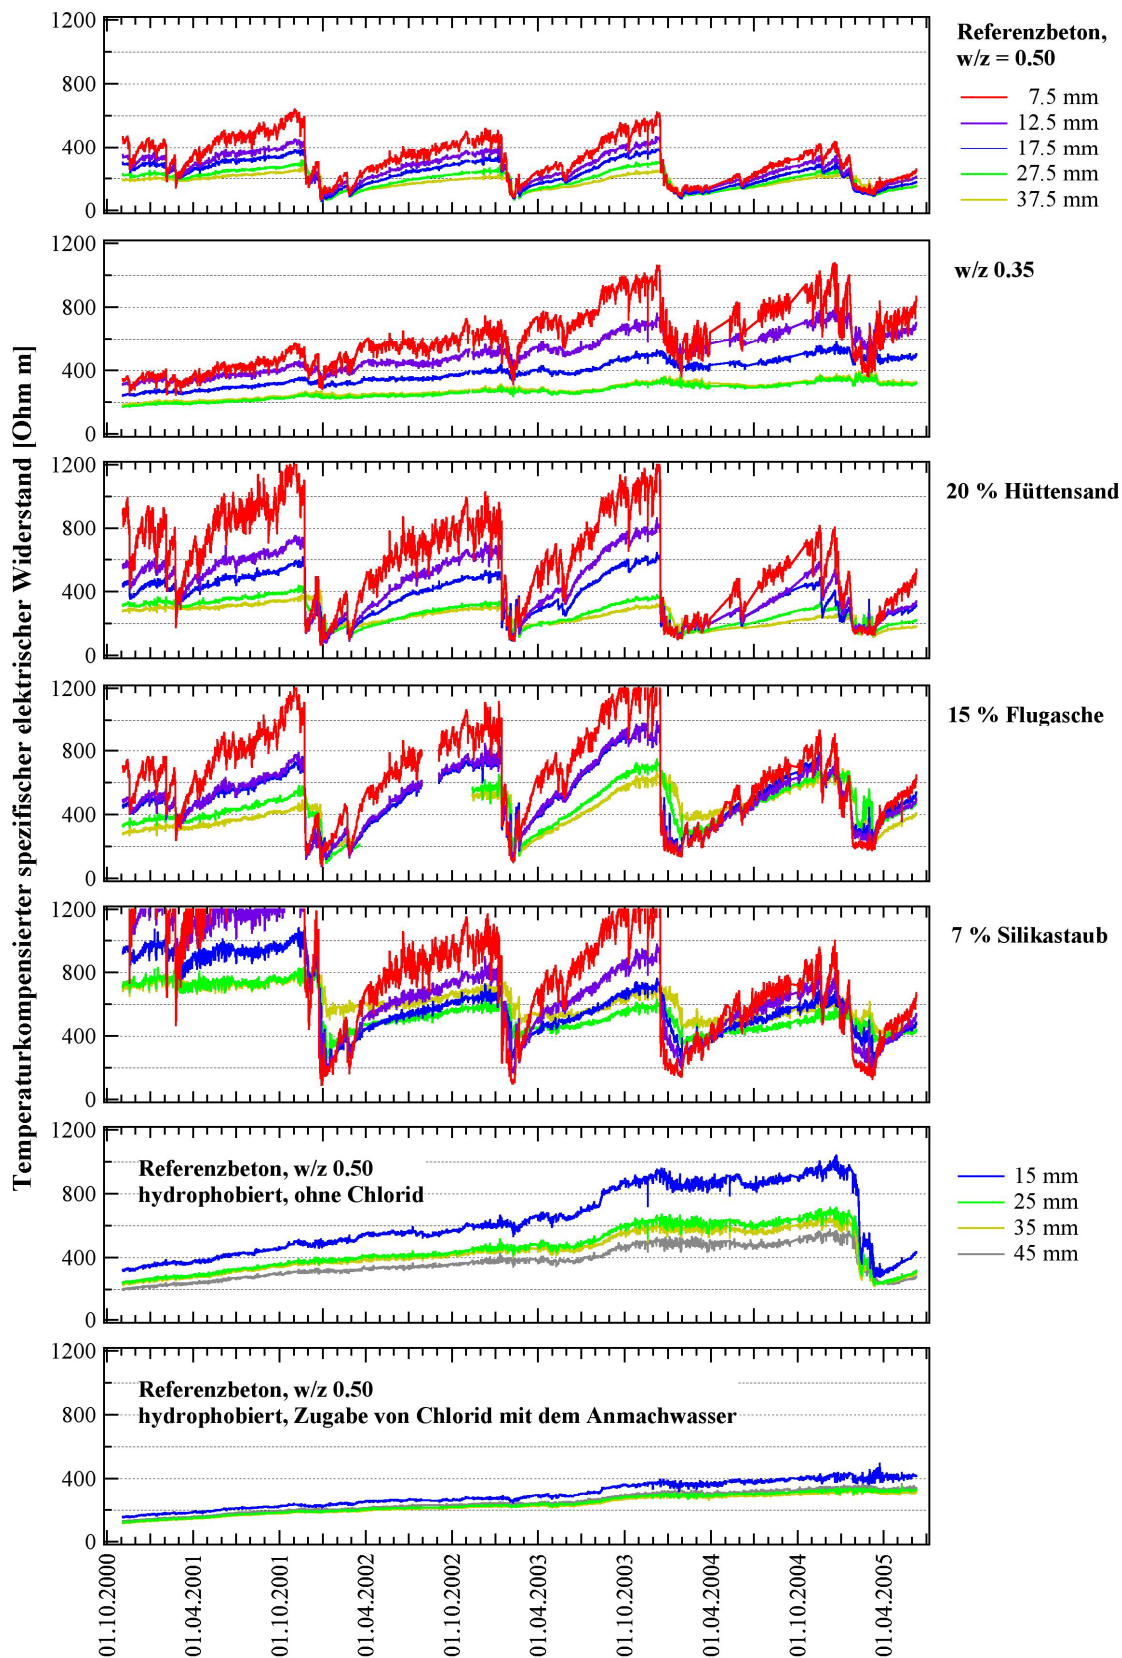 Temperaturkompensierter spezifischer elektrischer Widerstand [Ohm m]
1200
800
400
0
Referenzbeton,
w/z = 0.50
7.5 mm
12.5 mm
17.5 mm
27.5 mm
37.5 mm
1200
800
400
0
w/z 0.35
1200
800
400
0
20 % Hüttensand
1200
800
400
0
15 % Flugasche
1200
800
400
0
7 % Silikastaub
1200
800
400
0
Referenzbeton, w/z 0.50
hydrophobiert, ohne Chlorid
15 mm
25 mm
35 mm
45 mm
1200
800
400
0
Referenzbeton, w/z 0.50
hydrophobiert, Zugabe von Chlorid mit dem Anmachwasser
01.10.2000
01.04.2001
01.10.2001
01.04.2002
01.10.2002
01.04.2003
01.10.2003
01.04.2004
01.10.2004
01.04.2005